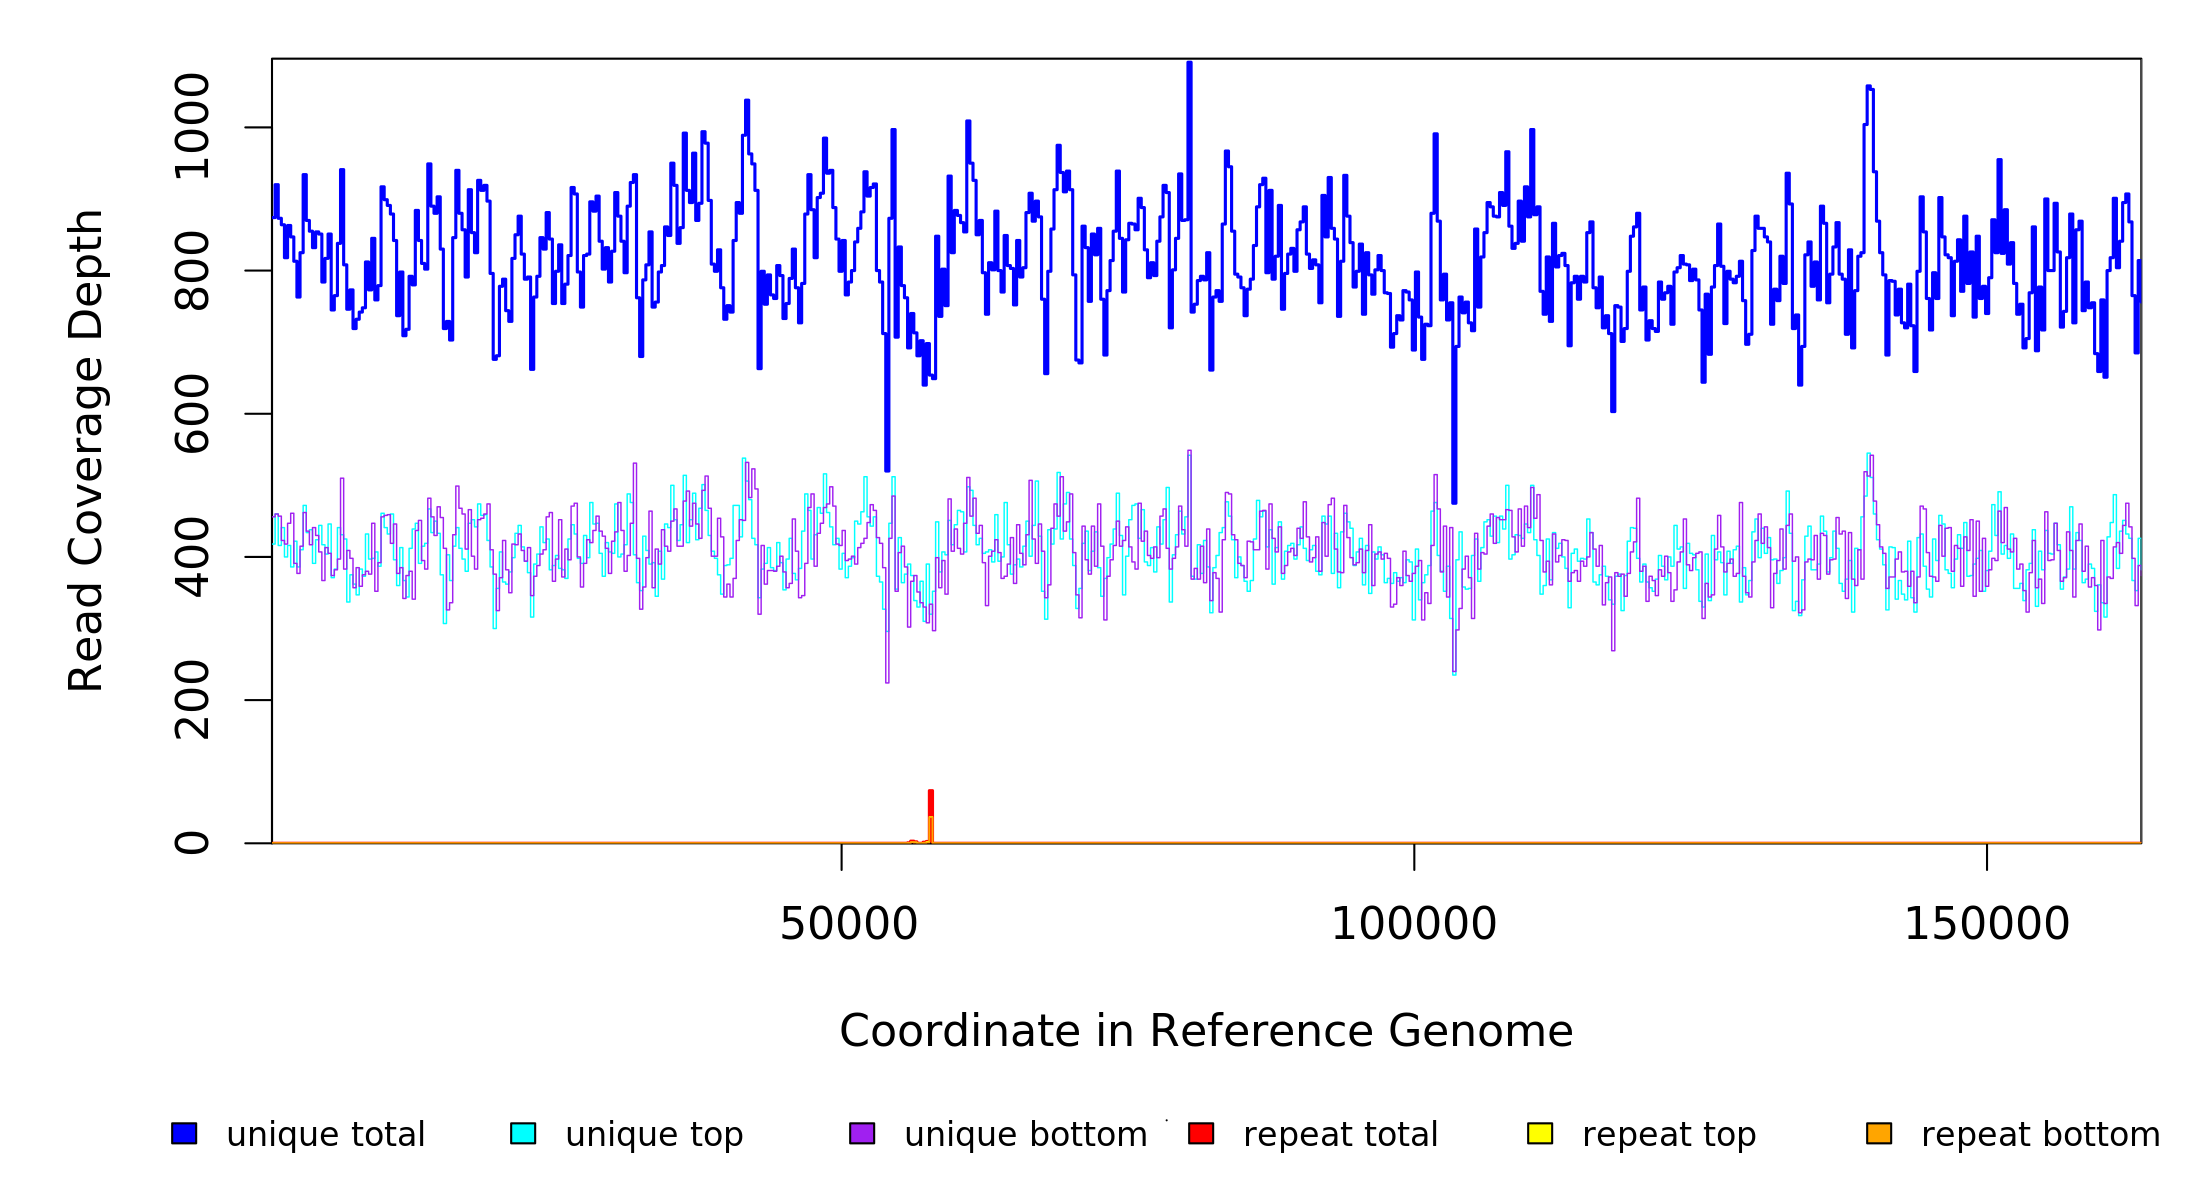 Read Coverage Depth
1000
800
600
400
200
0
50000 100000 150000
Coordinate in Reference Genome
unique total unique top unique bottom repeat total repeat top repeat bottom